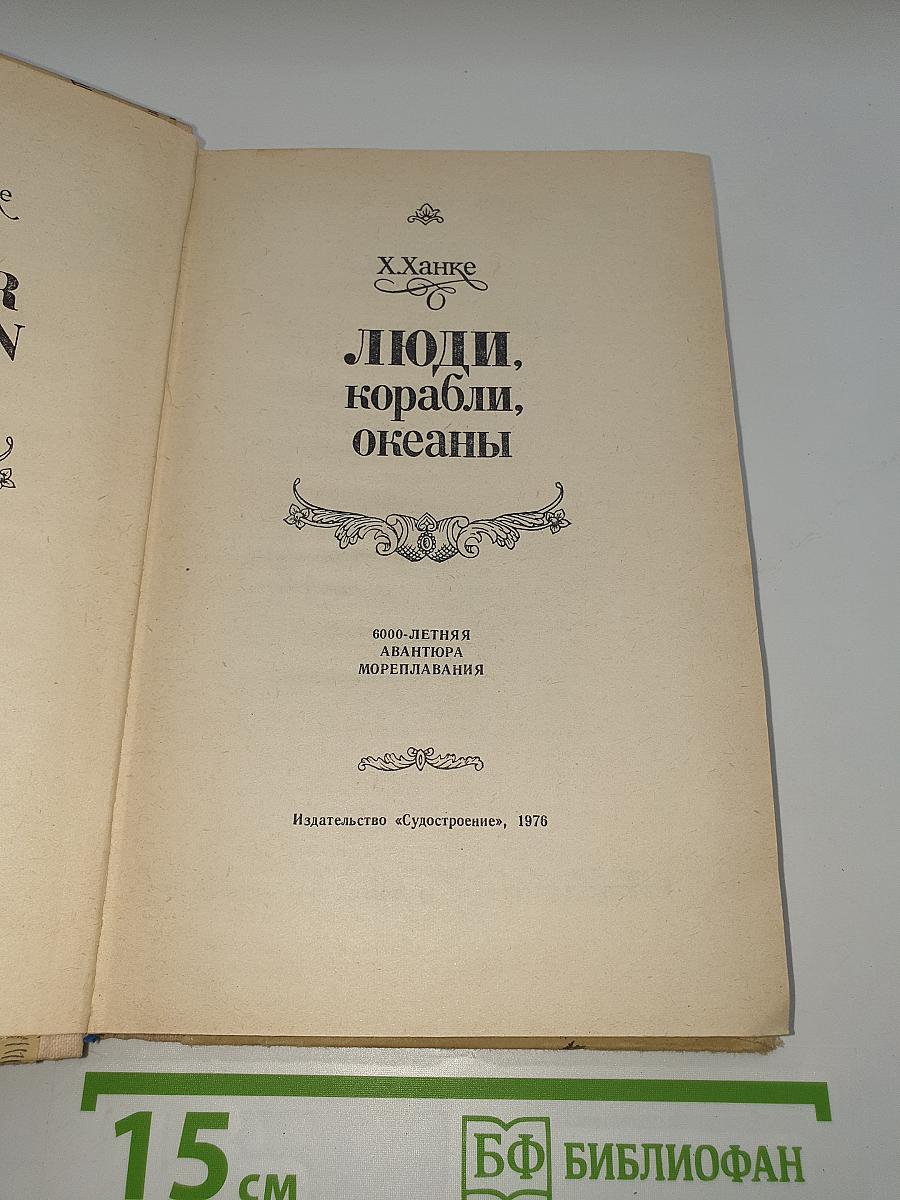 е
R
N
Х.Ханке
ЛЮДИ,
корабли,
океаны
6000-ЛЕТНЯЯ
АВАНТЮРА
МОРЕПЛАВАНИЯ
Издательство «Судостроение», 1976
15 см
БФ БИБЛИОФАН